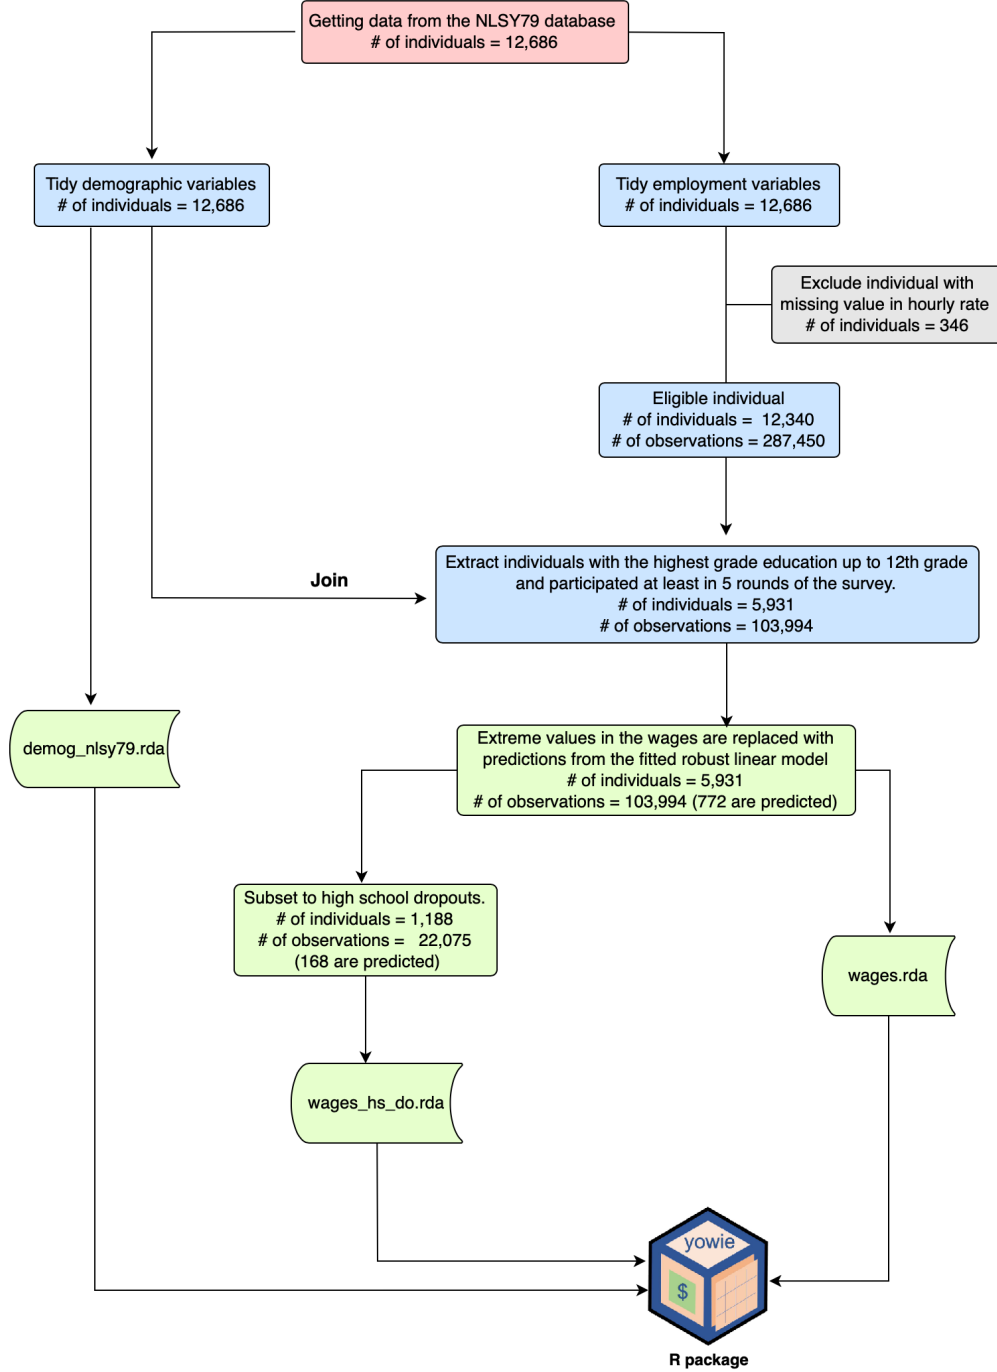 Getting data from the NLSY79 database
# of individuals = 12,686
Tidy demographic variables
# of individuals = 12,686
Tidy employment variables
# of individuals = 12,686
Exclude individual with
missing value in hourly rate
# of individuals = 346
Eligible individual
# of individuals = 12,340
# of observations = 287,450
Join
Extract individuals with the highest grade education up to 12th grade
and participated at least in 5 rounds of the survey.
# of individuals = 5,931
# of observations = 103,994
demog_nlsy79.rda
Extreme values in the wages are replaced with
predictions from the fitted robust linear model
# of individuals = 5,931
# of observations = 103,994 (772 are predicted)
Subset to high school dropouts.
# of individuals = 1,188
# of observations = 22,075
(168 are predicted)
wages.rda
wages_hs_do.rda
yowie
$
R package